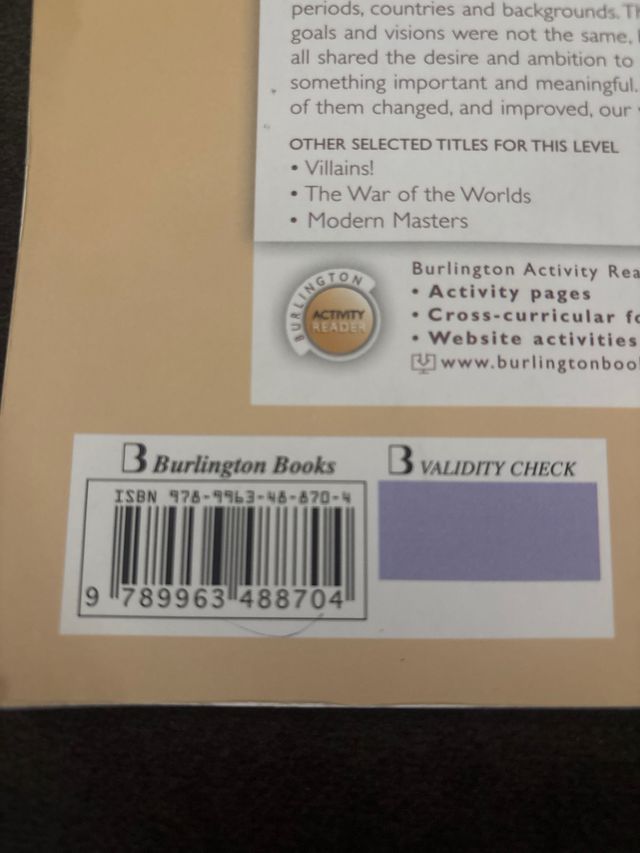 periods, countries and backgrounds.
goals and visions were not the same,
all shared the desire and ambition to
something important and meaningful.
of them changed, and improved, our
OTHER SELECTED TITLES FOR THIS LEVEL
• Villains!
• The War of the Worlds
• Modern Masters
BURLINGTON
ACTIVITY
READER
Burlington Activity Rea
• Activity pages
• Cross-curricular fo
• Website activities
www.burlingtonboo
B Burlington Books
B VALIDITY CHECK
ISBN 978-9963-48-870-4
9 789963 488704